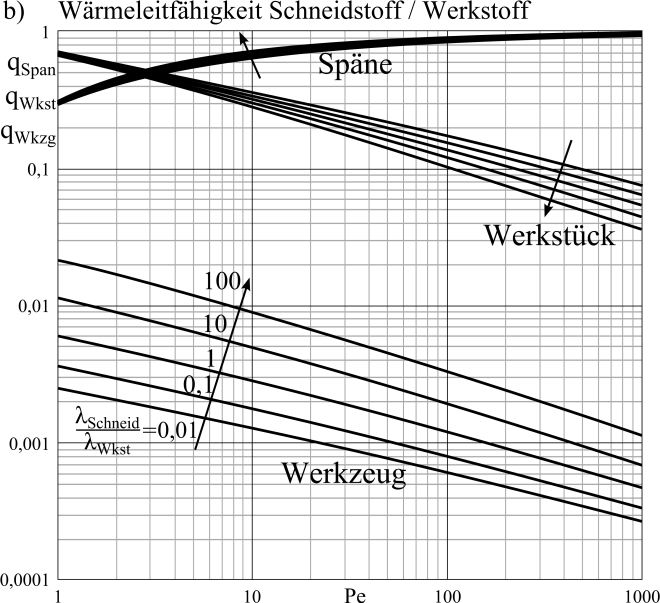 b) Wärmeleitfähigkeit Schneidstoff / Werkstoff
1
qSpan
Späne
qWkst
qWkzg
0,1
Werkstück
100
0,01
10
1
0,1
λSchneid
λWkst
=0,01
0,001
Werkzeug
0,0001
1 10 Pe 100 1000